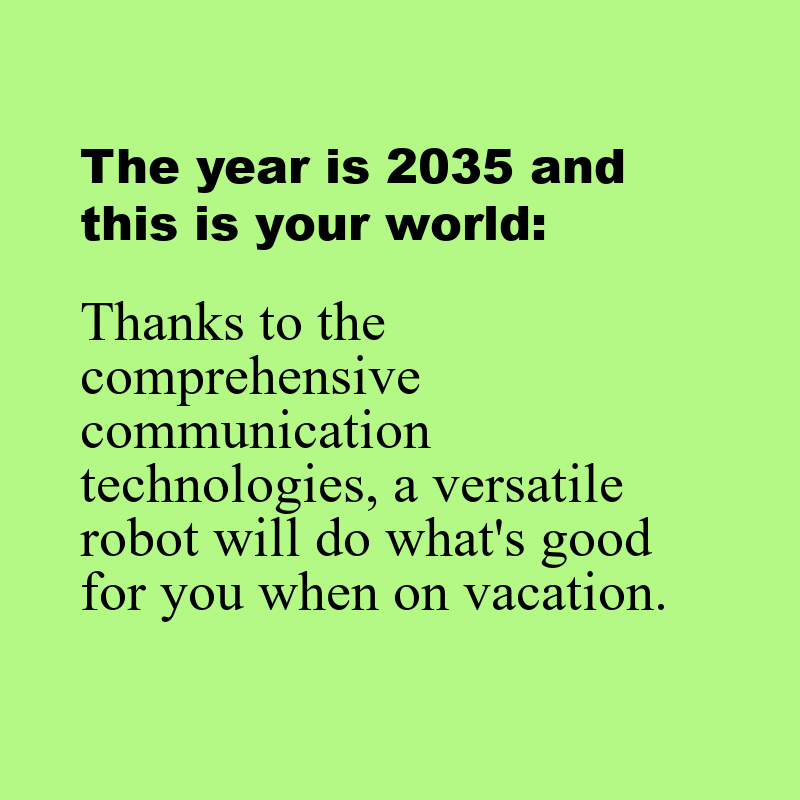 The year is 2035 and
this is your world:
Thanks to the
comprehensive
communication
technologies, a versatile
robot will do what's good
for you when on vacation.